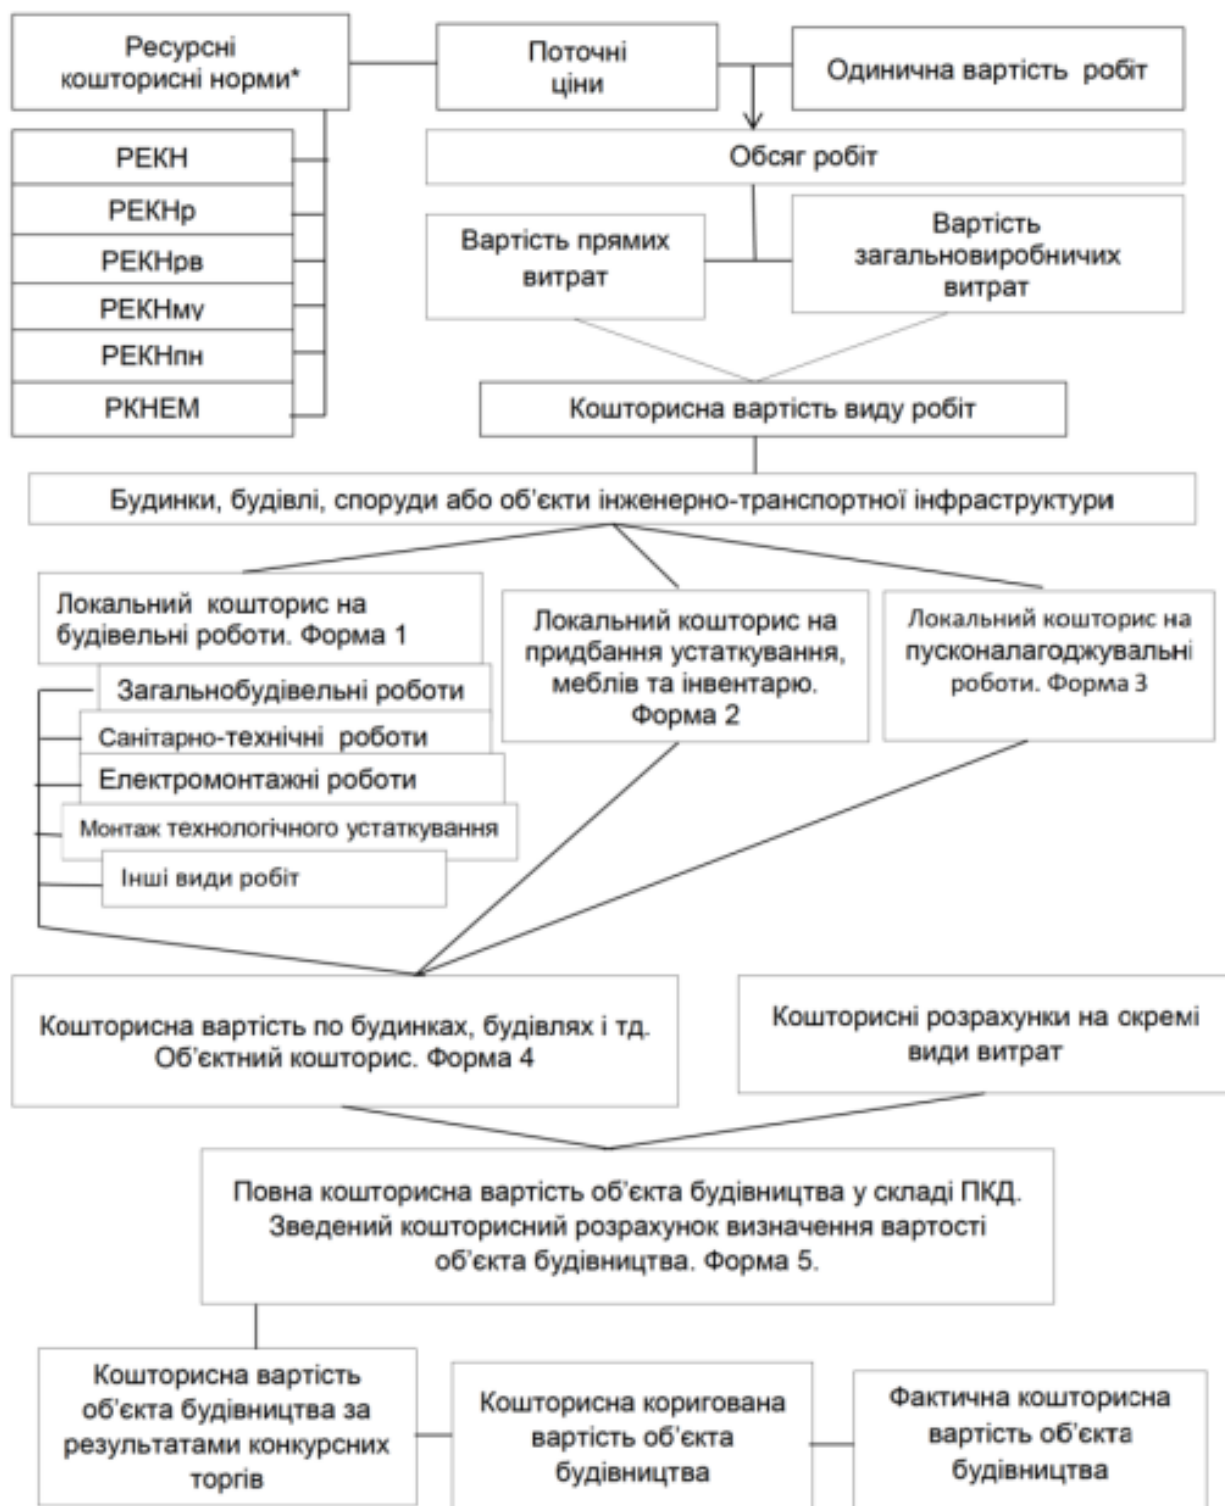 Ресурсні
кошторисні норми*
Поточні
ціни
Одинична вартість робіт
РЕКН
РЕКНр
РЕКНрв
РЕКНму
РЕКНпн
РКНЕМ
Обсяг робіт
Вартість прямих
витрат
Вартість
загальновиробничих
витрат
Кошторисна вартість виду робіт
Будинки, будівлі, споруди або об’єкти інженерно-транспортної інфраструктури
Локальний кошторис на
будівельні роботи. Форма 1
Загальнобудівельні роботи
Санітарно-технічні роботи
Електромонтажні роботи
Монтаж технологічного устаткування
Інші види робіт
Локальний кошторис на
придбання устаткування,
меблів та інвентарю.
Форма 2
Локальний кошторис на
пусконалагоджувальні
роботи. Форма 3
Кошторисна вартість по будинках, будівлях і тд.
Об’єктний кошторис. Форма 4
Кошторисні розрахунки на скремі
види витрат
Повна кошторисна вартість об’єкта будівництва у складі ПКД.
Зведений кошторисний розрахунок визначення вартості
об’єкта будівництва. Форма 5.
Кошторисна вартість
об’єкта будівництва за
результатами конкурсних
торгів
Кошторисна коригована
вартість об’єкта
будівництва
Фактична кошторисна
вартість об’єкта
будівництва